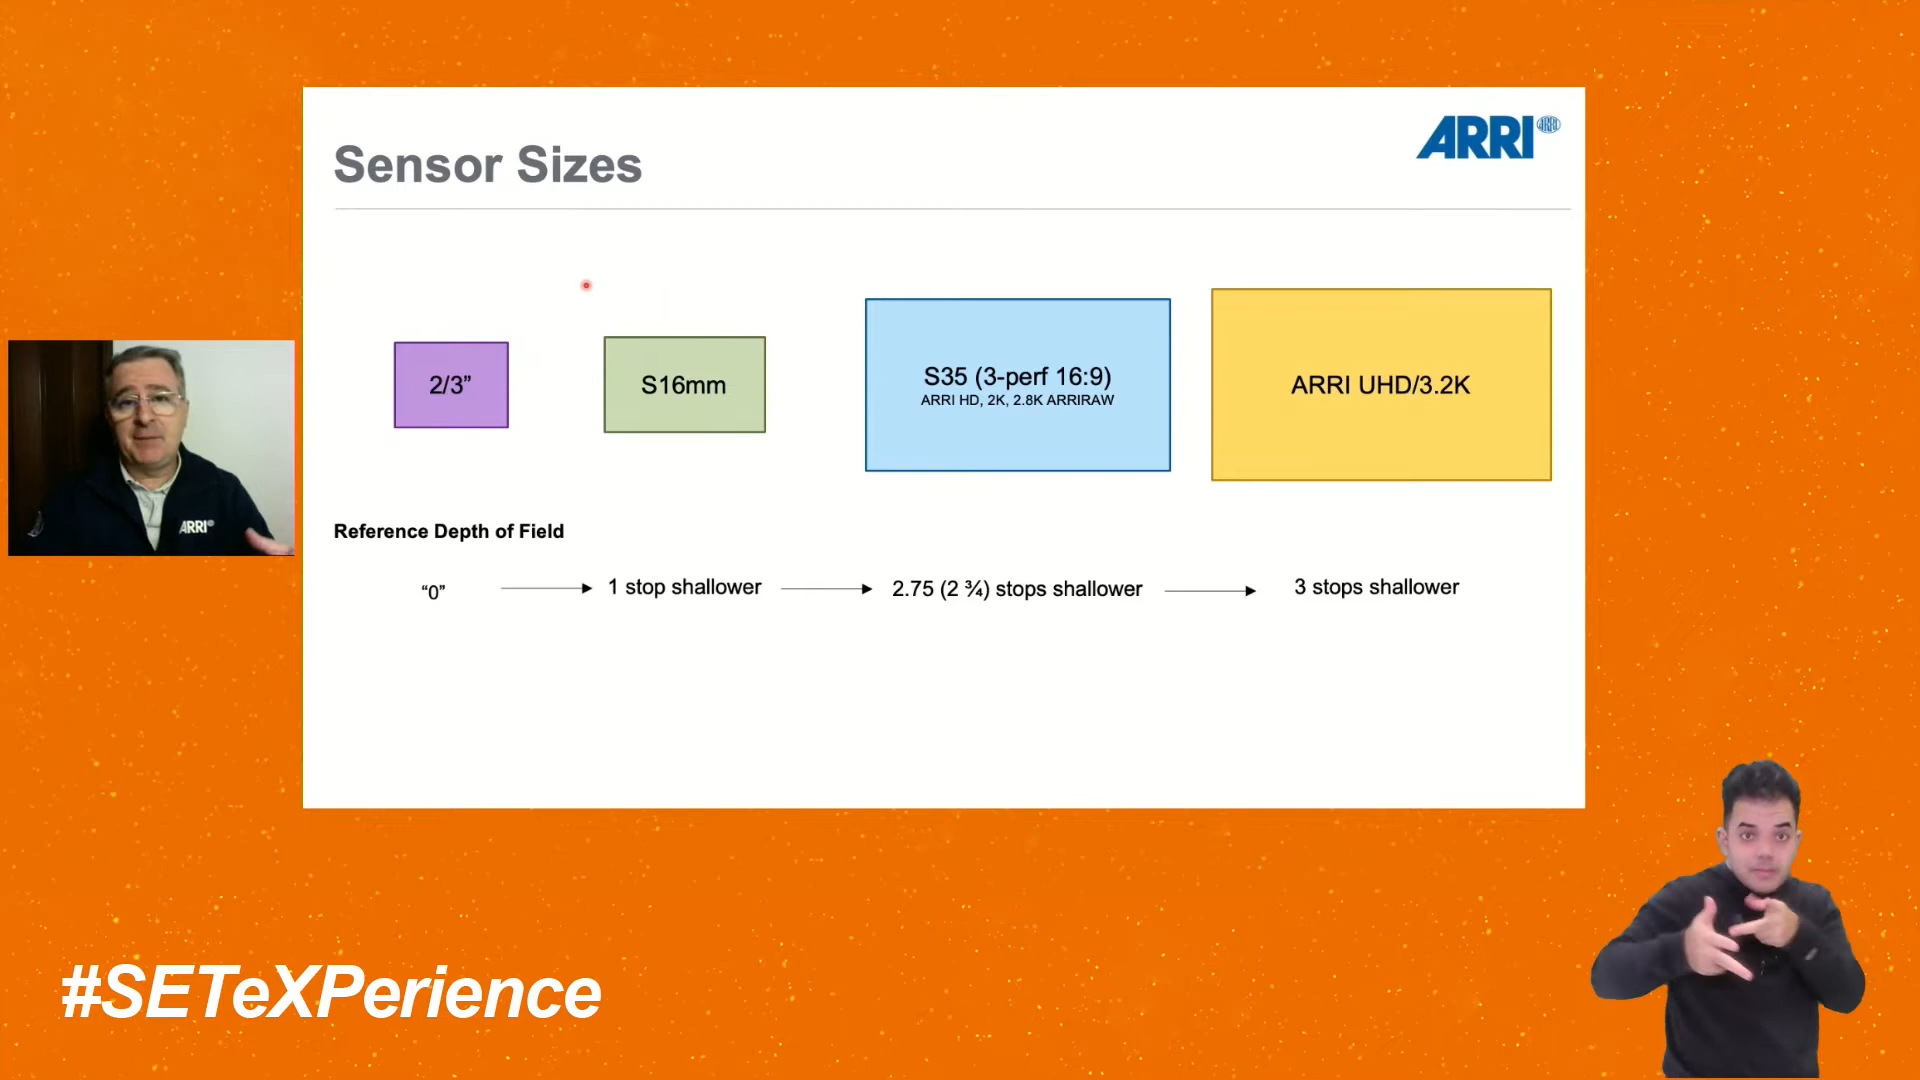 ARRI
Sensor Sizes
2/3”
S16mm
S35 (3-perf 16:9)
ARRI HD, 2K, 2.8K ARRIRAW
ARRI UHD/3.2K
ARRI
Reference Depth of Field
“0”
1 stop shallower
2.75 (2 ¾) stops shallower
3 stops shallower
#SETeXPerience